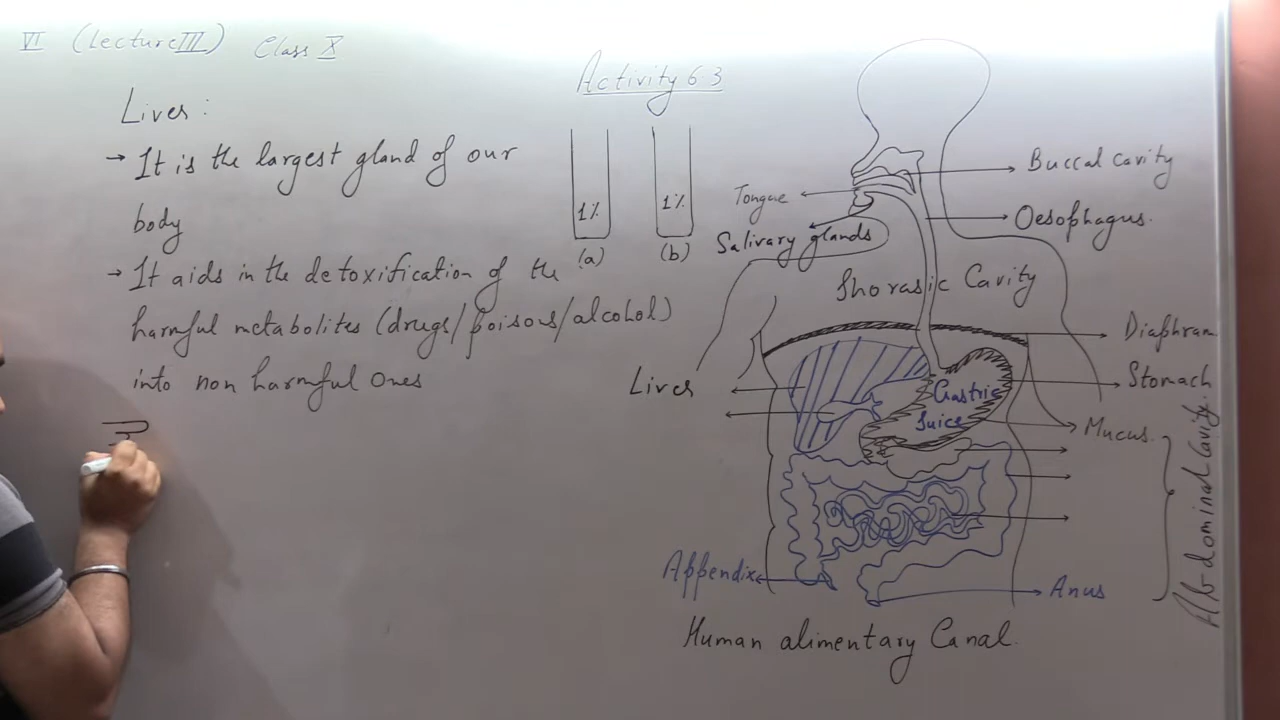 VI (Lecture III) Class X
Liver :
→ It is the largest gland of our
body
→ It aids in the detoxification of the
harmful metabolites (drugs/poisons/alcohol)
into non harmful Ones
Activity 6 3
1% 1%
(a) (b)
Buccal cavity
Tongue
Oesophagus.
Salivary glands
Thorasic Cavity
Diaphram
Liver
Stomach
Gastric
Juice
Mucus
Abdominal Cavity.
Appendix
Anus
Human alimentary Canal.